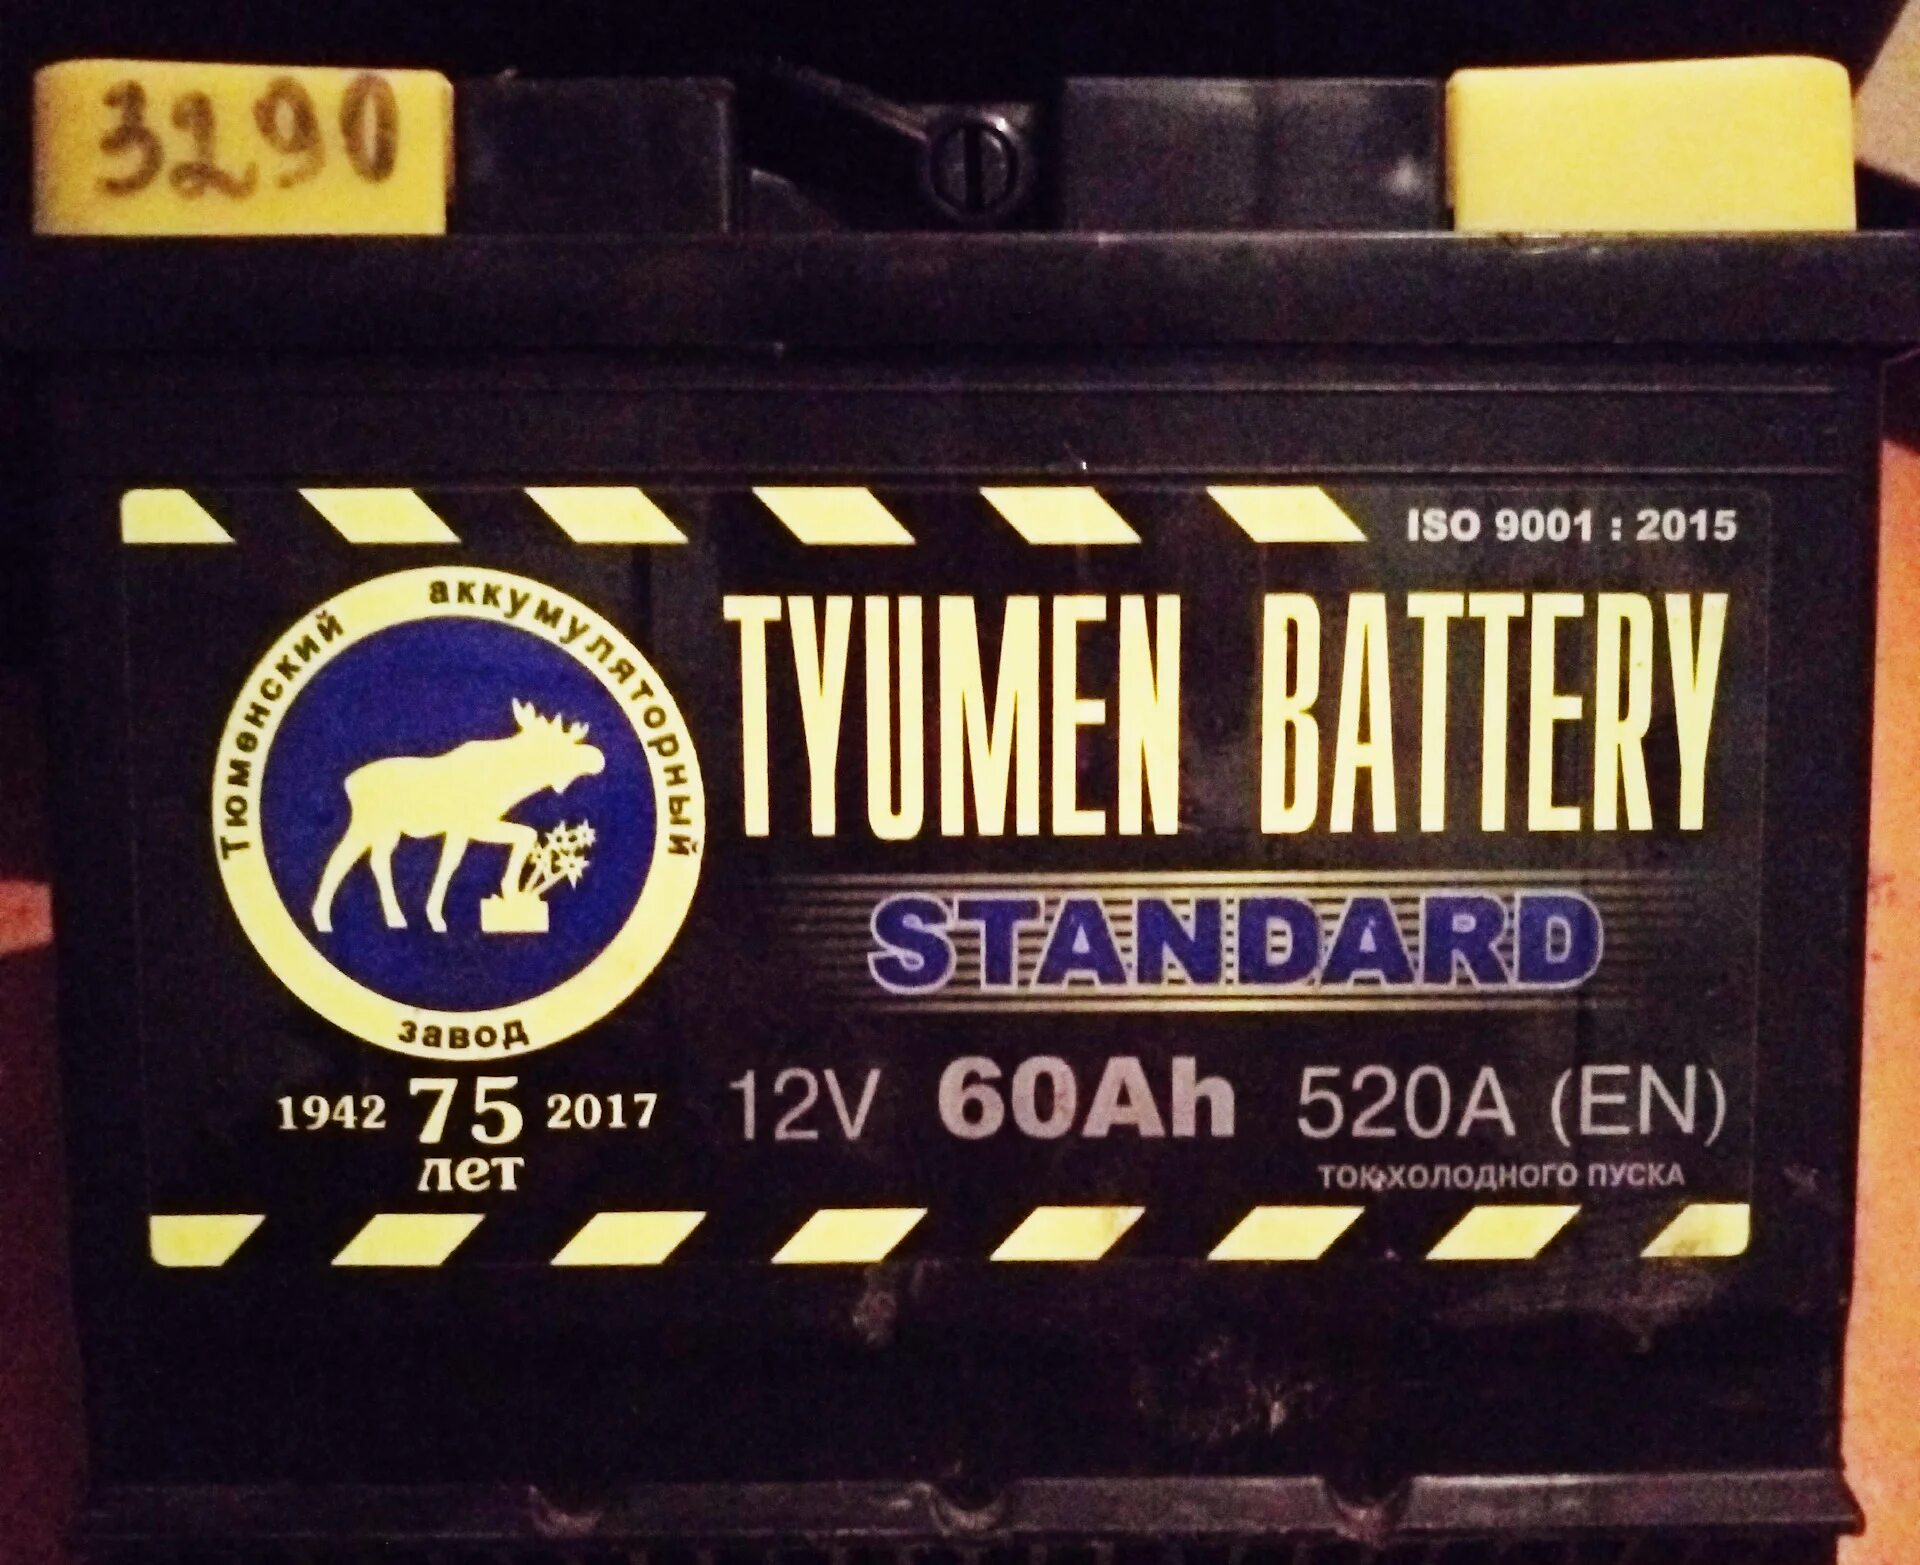 3290
ISO 9001 : 2015
Тюменский аккумуляторный завод
TYUMEN BATTERY
STANDARD
1942 75 2017
лет
12V 60Ah 520A (EN)
ТОК ХОЛОДНОГО ПУСКА